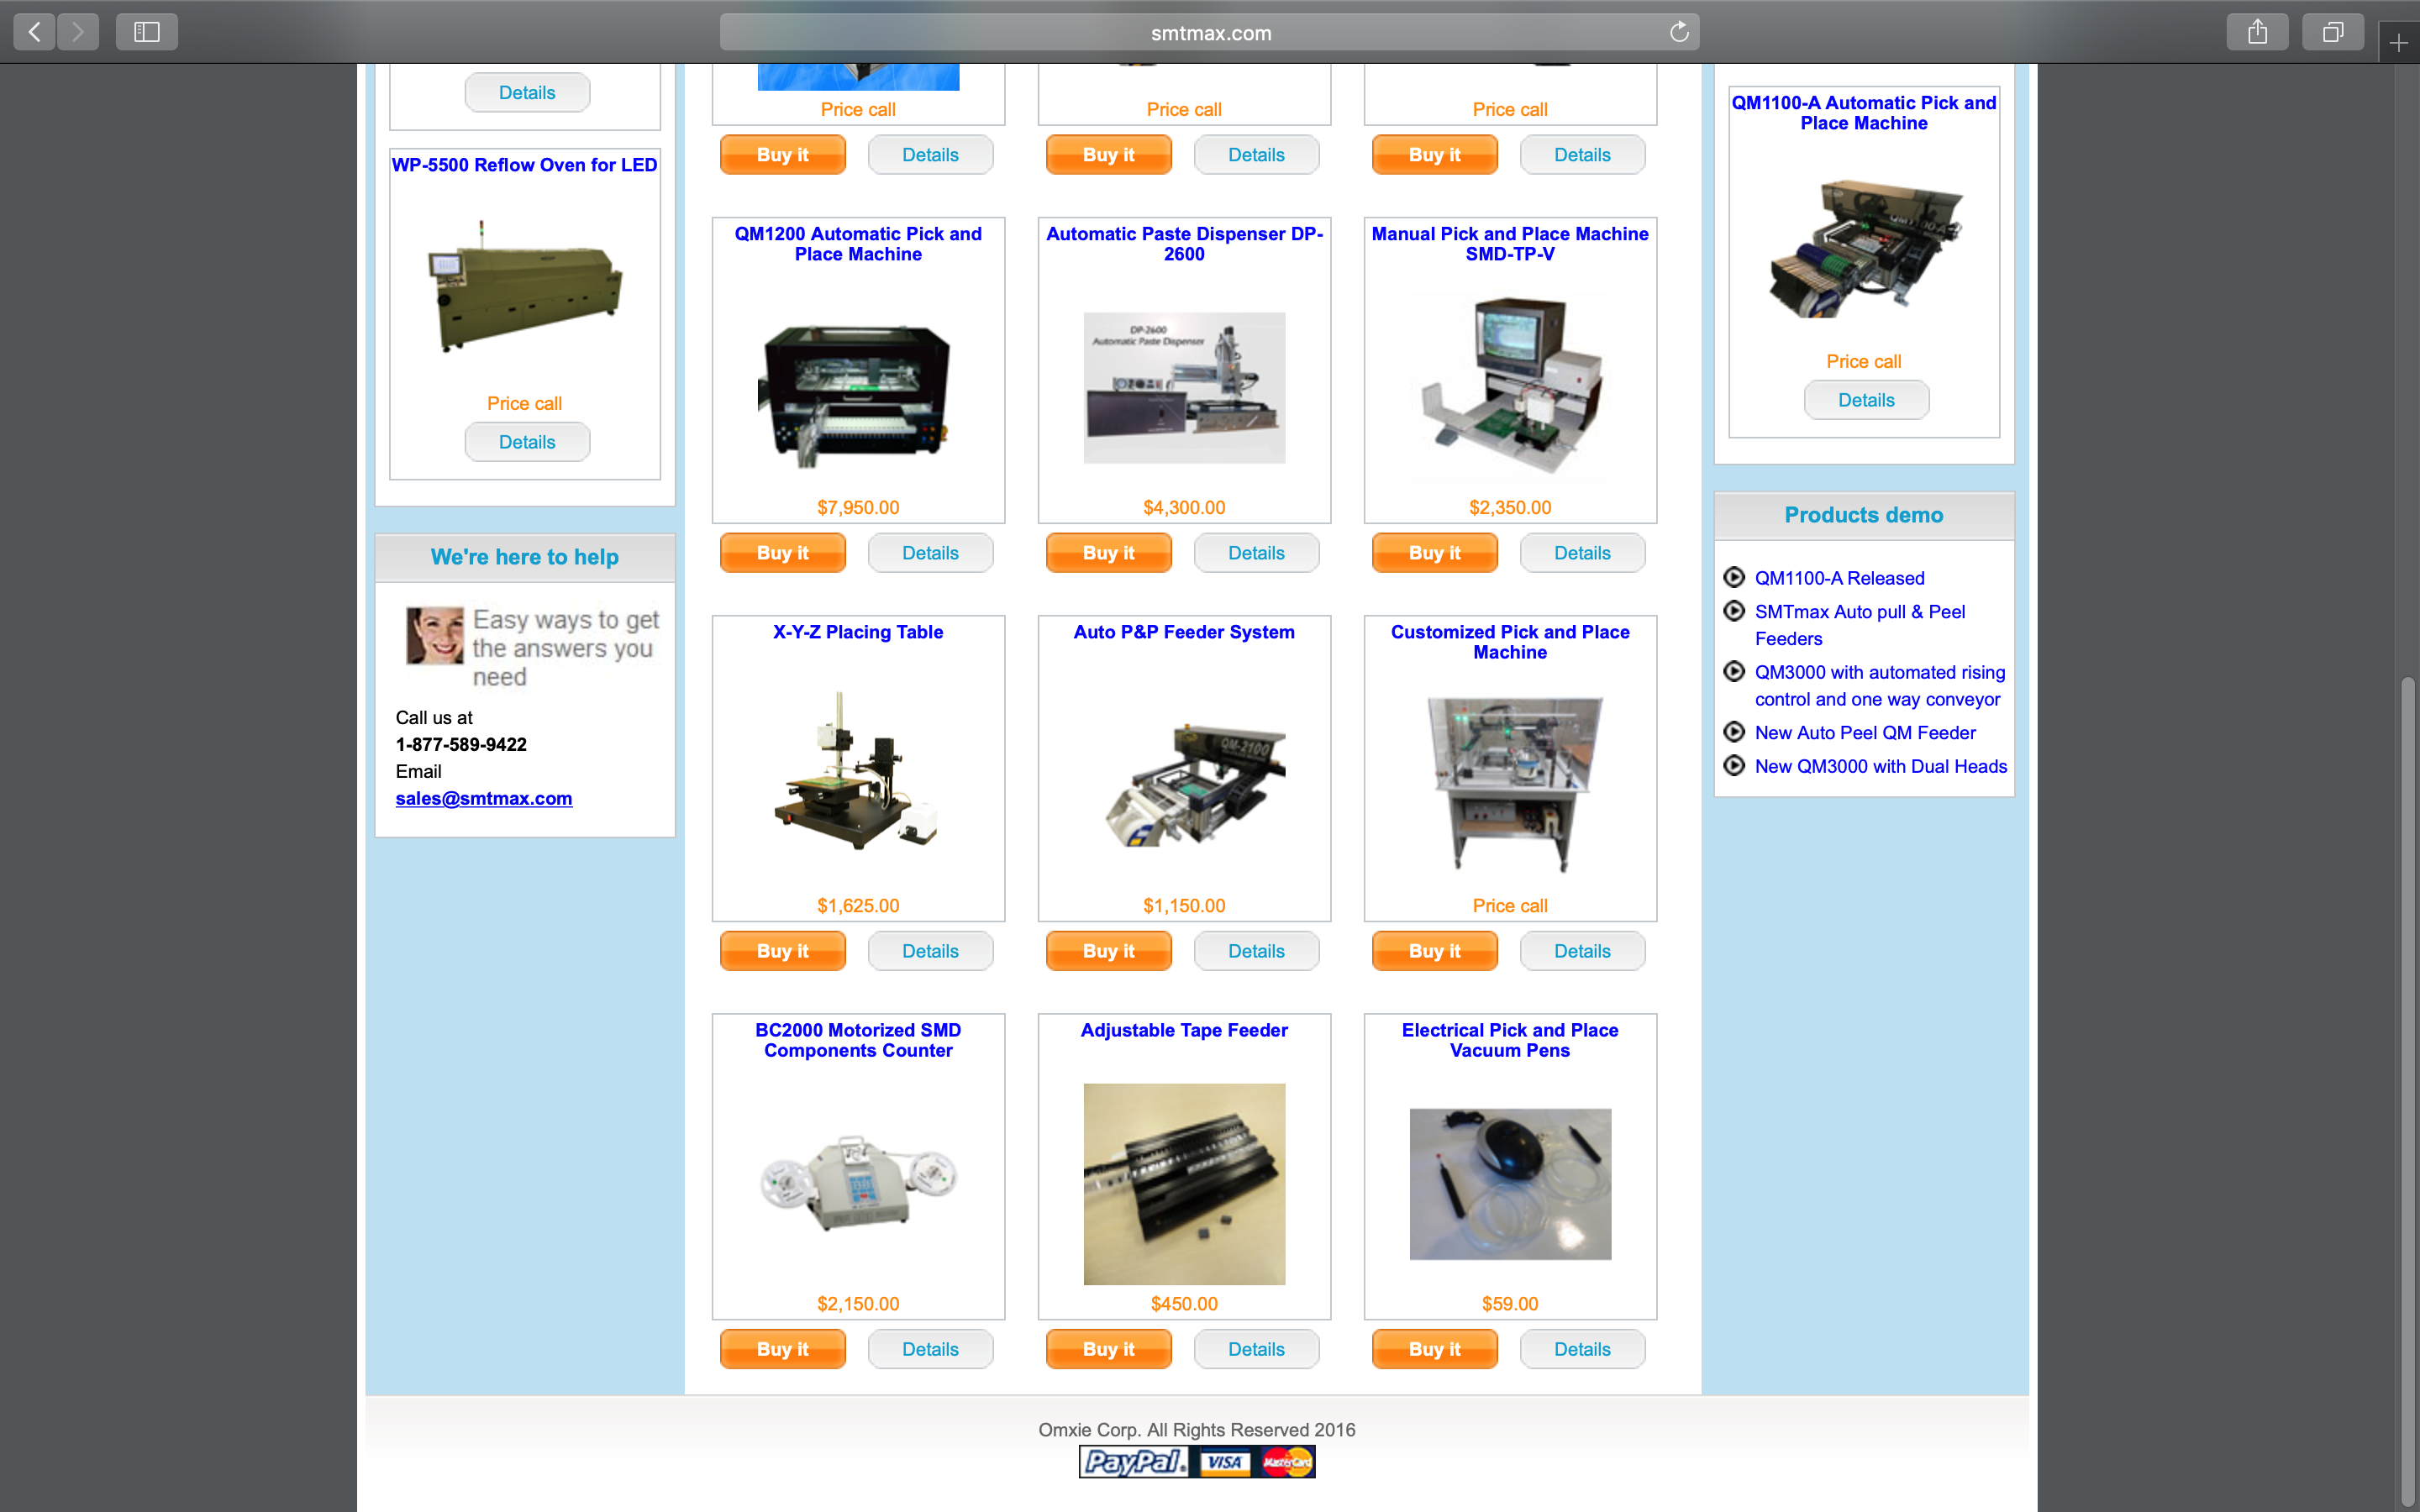 smtmax.com
Details
WP-5500 Reflow Oven for LED
Price call
Details
We're here to help
Easy ways to get
the answers you
need
Call us at
1-877-589-9422
Email
sales@smtmax.com
Price call
Price call
Price call
Buy it
Details
Buy it
Details
Buy it
Details
QM1200 Automatic Pick and
Place Machine
$7,950.00
Buy it
Details
Automatic Paste Dispenser DP-
2600
DP-2600
Automatic Paste Dispenser
$4,300.00
Buy it
Details
Manual Pick and Place Machine
SMD-TP-V
$2,350.00
Buy it
Details
X-Y-Z Placing Table
$1,625.00
Buy it
Details
Auto P&P Feeder System
QM-2100
$1,150.00
Buy it
Details
Customized Pick and Place
Machine
Price call
Buy it
Details
BC2000 Motorized SMD
Components Counter
$2,150.00
Buy it
Details
Adjustable Tape Feeder
$450.00
Buy it
Details
Electrical Pick and Place
Vacuum Pens
$59.00
Buy it
Details
QM1100-A Automatic Pick and
Place Machine
QM1100-A
Price call
Details
Products demo
QM1100-A Released
SMTmax Auto pull & Peel
Feeders
QM3000 with automated rising
control and one way conveyor
New Auto Peel QM Feeder
New QM3000 with Dual Heads
Omxie Corp. All Rights Reserved 2016
PayPal VISA MasterCard